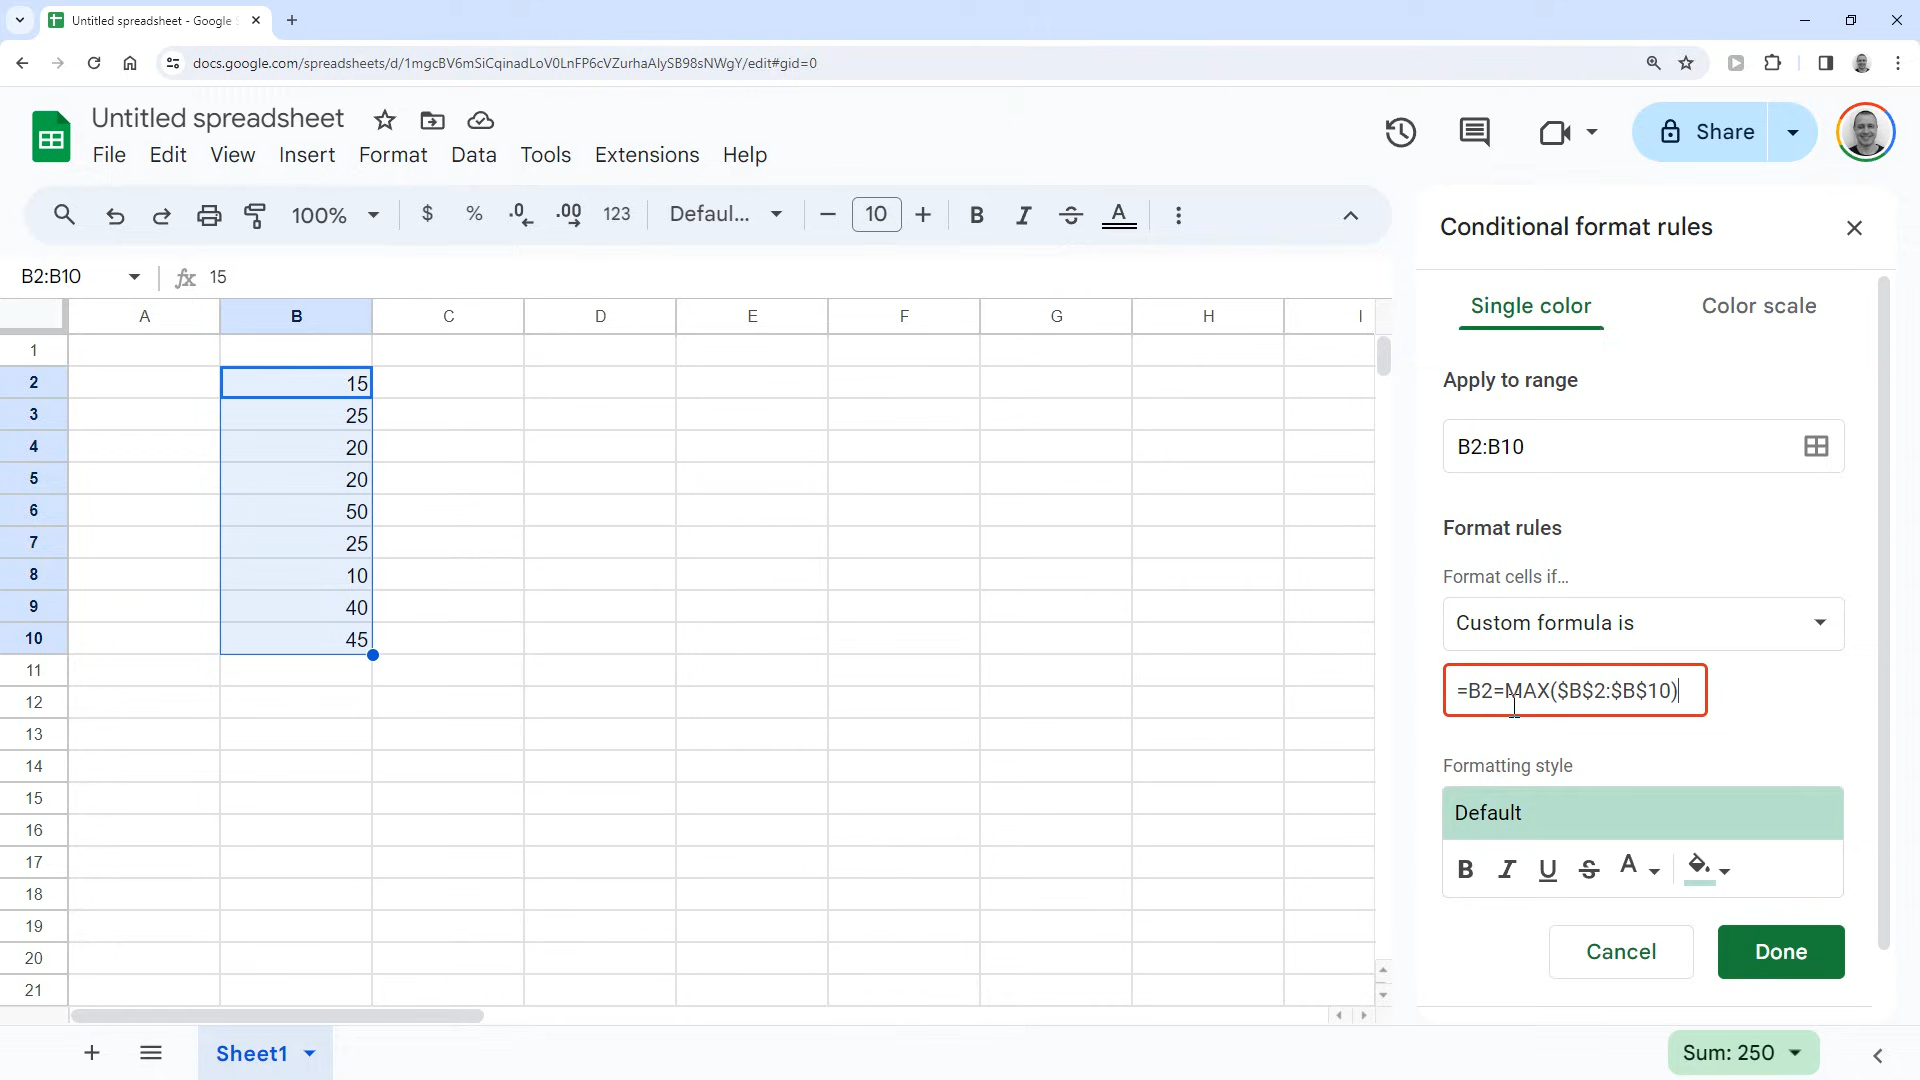 Untitled spreadsheet - Google S
docs.google.com/spreadsheets/d/1mgcBV6mSiCqinadLoV0LnFP6cVZurhaAlySB98sNWgY/edit#gid=0
Untitled spreadsheet
File Edit View Insert Format Data Tools Extensions Help
Share
100% $ % .0 .00 123 Defaul... 10 B I S A
B2:B10 fx 15
A B C D E F G H I
1
2 15
3 25
4 20
5 20
6 50
7 25
8 10
9 40
10 45
11
12
13
14
15
16
17
18
19
20
21
Sheet1
Sum: 250
Conditional format rules
Single color Color scale
Apply to range
B2:B10
Format rules
Format cells if…
Custom formula is
=B2=MAX($B$2:$B$10)
Formatting style
Default
B I U S A
Cancel Done